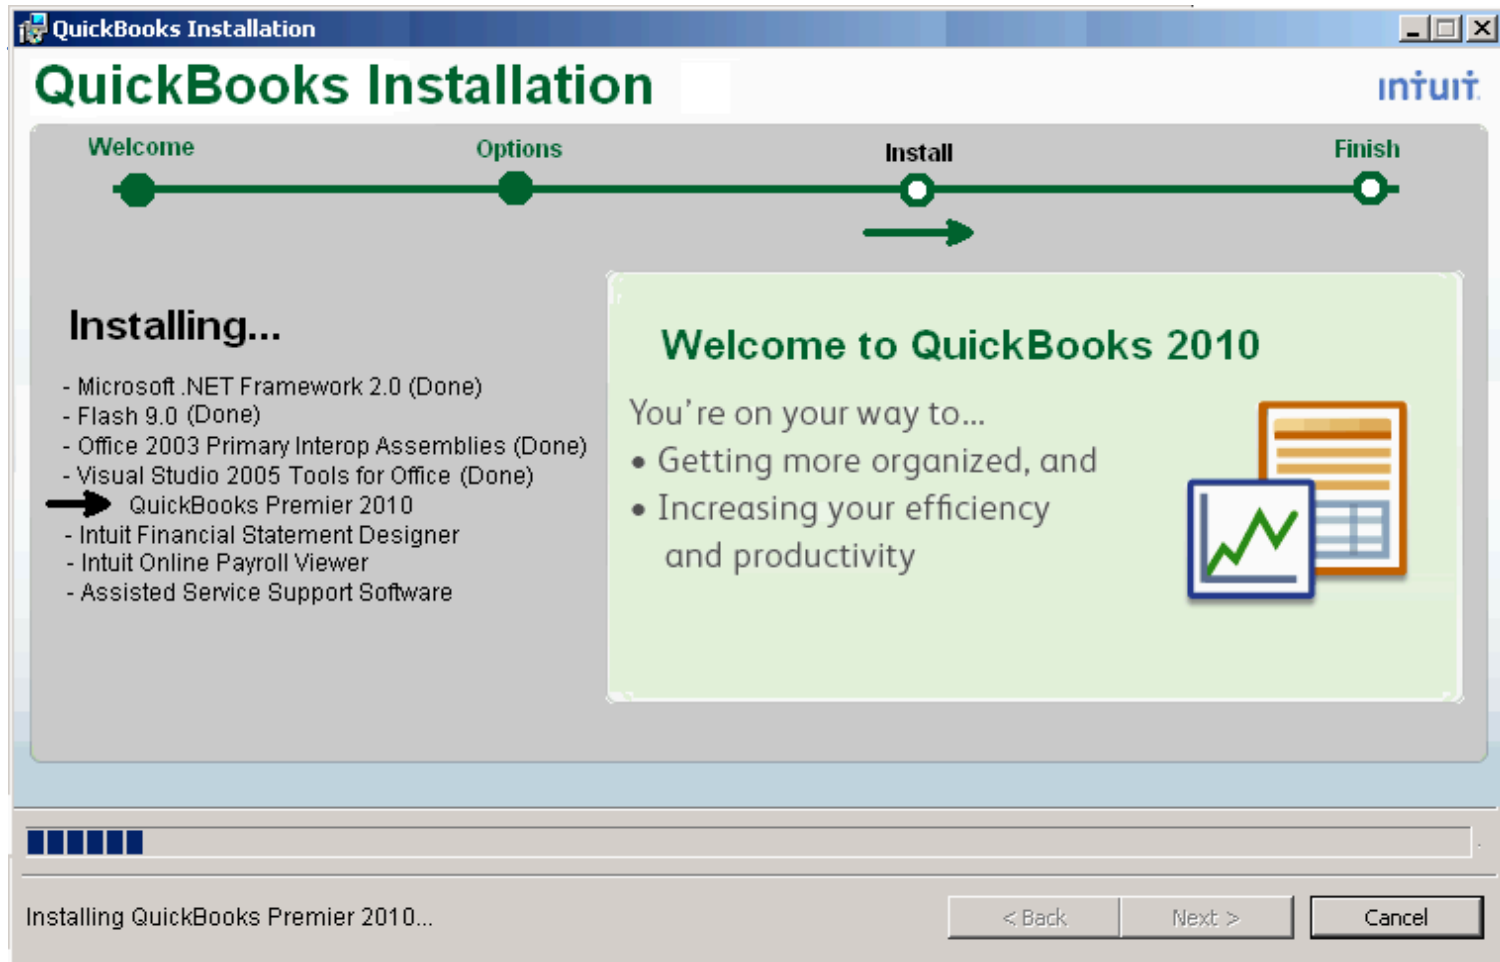 QuickBooks Installation
QuickBooks Installation
intuit.
Welcome
Options
Install
Finish
Installing...
- Microsoft .NET Framework 2.0 (Done)
- Flash 9.0 (Done)
- Office 2003 Primary Interop Assemblies (Done)
- Visual Studio 2005 Tools for Office (Done)
QuickBooks Premier 2010
- Intuit Financial Statement Designer
- Intuit Online Payroll Viewer
- Assisted Service Support Software
Welcome to QuickBooks 2010
You're on your way to...
• Getting more organized, and
• Increasing your efficiency
and productivity
Installing QuickBooks Premier 2010...
< Back
Next >
Cancel